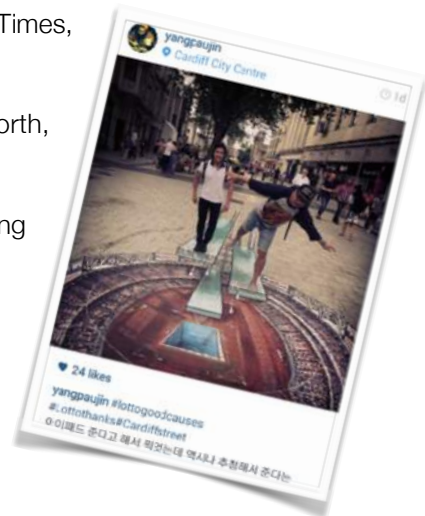 Times,
orth,
ng
yangpaujin
Cardiff City Centre
1d
24 likes
yangpaujin #lottogoodcauses
#Lottothanks#Cardiffstreet
아이패드 준다고 해서 찍었는데 역시나 추첨해서 준다는